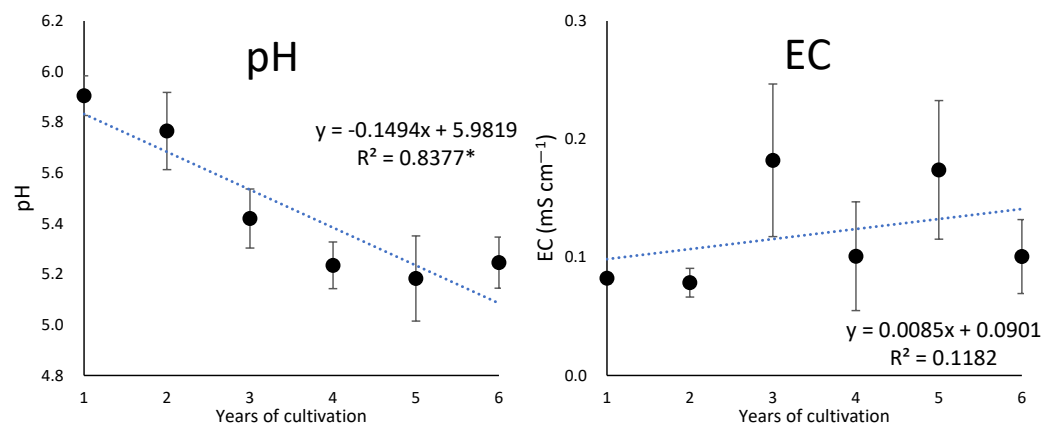 pH
6.2
6.0
5.8
5.6
5.4
5.2
5.0
4.8
pH
y = -0.1494x + 5.9819
R² = 0.8377*
1 2 3 4 5 6
Years of cultivation
EC
0.3
0.2
0.1
0.0
EC (mS cm⁻¹)
y = 0.0085x + 0.0901
R² = 0.1182
1 2 3 4 5 6
Years of cultivation